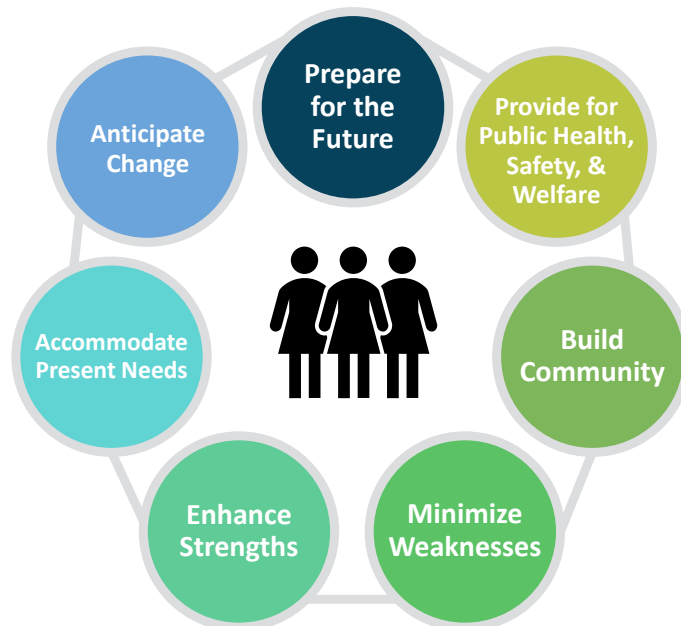 Prepare
for the
Future
Provide for
Public Health,
Safety, &
Welfare
Build
Community
Minimize
Weaknesses
Enhance
Strengths
Accommodate
Present Needs
Anticipate
Change